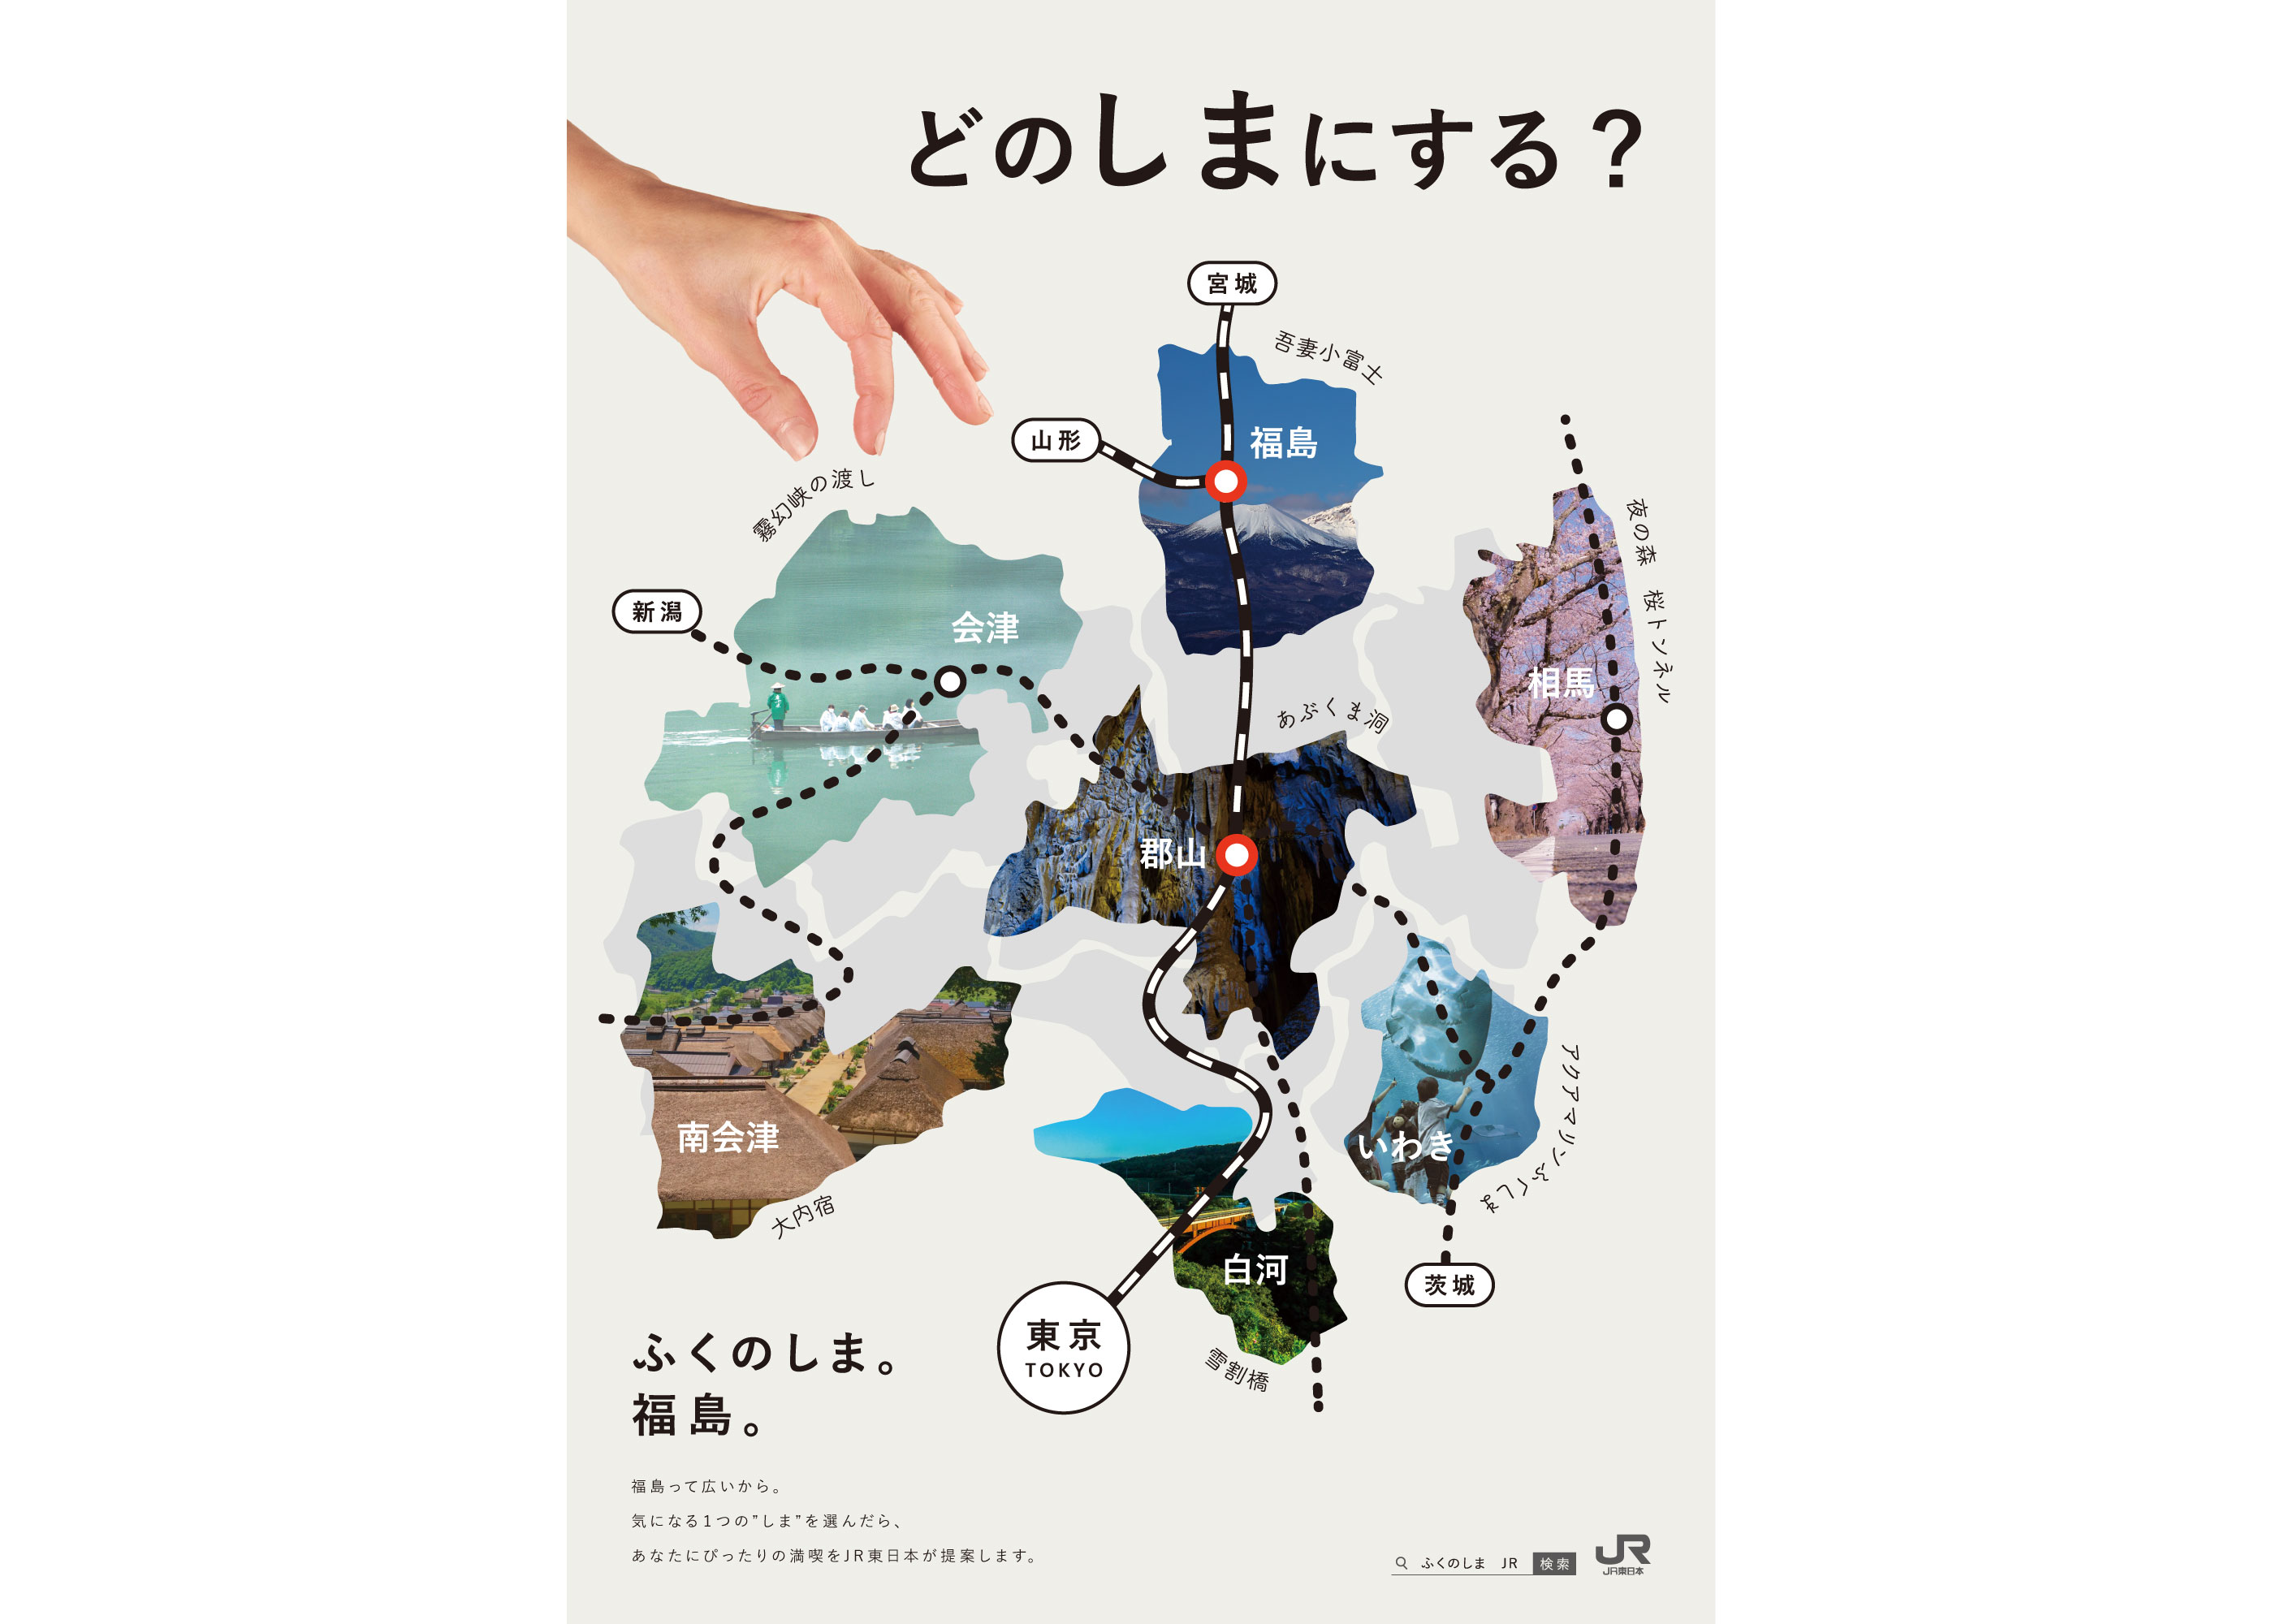 どのしまにする？
宮城
吾妻小富士
山形
福島
霧幻峡の渡し
夜の森　桜トンネル
新潟
会津
相馬
あぶくま洞
郡山
アクアマリンふくしま
南会津
いわき
大内宿
白河
茨城
東京
TOKYO
雪割橋
ふくのしま。
福島。
福島って広いから。
気になる1つの”しま”を選んだら、
あなたにぴったりの満喫をJR東日本が提案します。
ふくのしま　JR 検索
JR
JR東日本